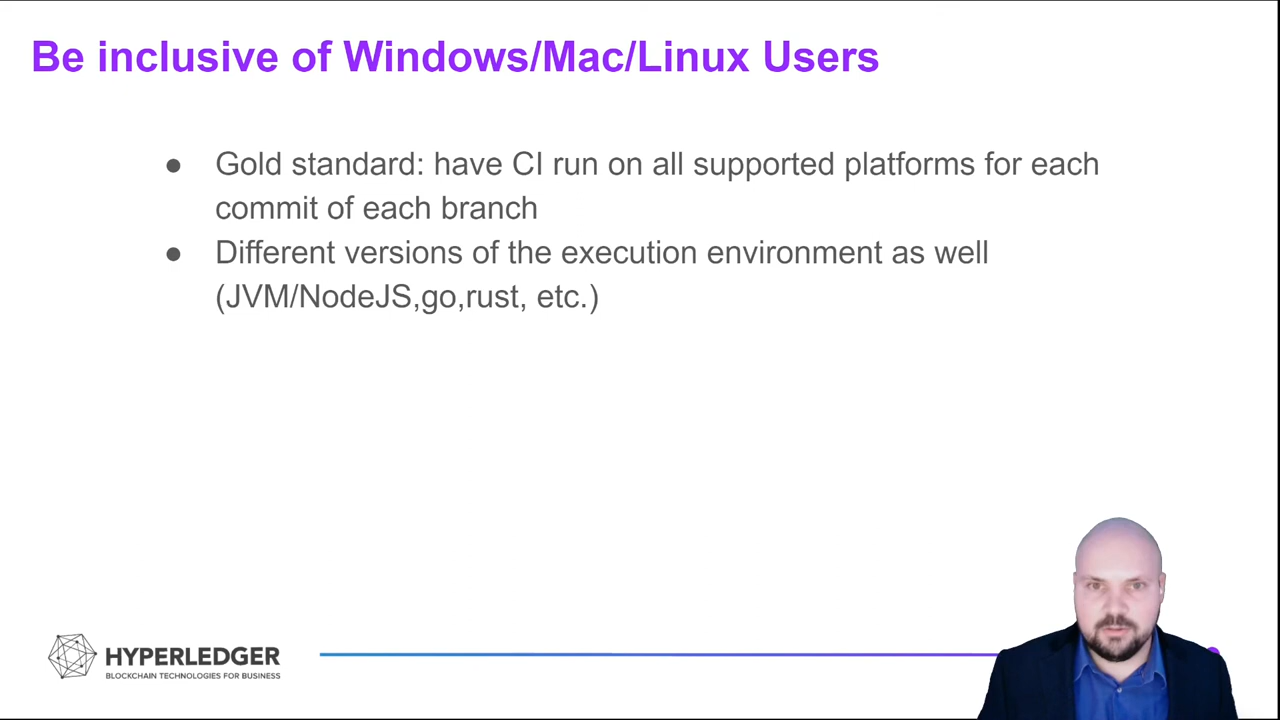 Be inclusive of Windows/Mac/Linux Users
● Gold standard: have CI run on all supported platforms for each
commit of each branch
● Different versions of the execution environment as well
(JVM/NodeJS,go,rust, etc.)
HYPERLEDGER
BLOCKCHAIN TECHNOLOGIES FOR BUSINESS